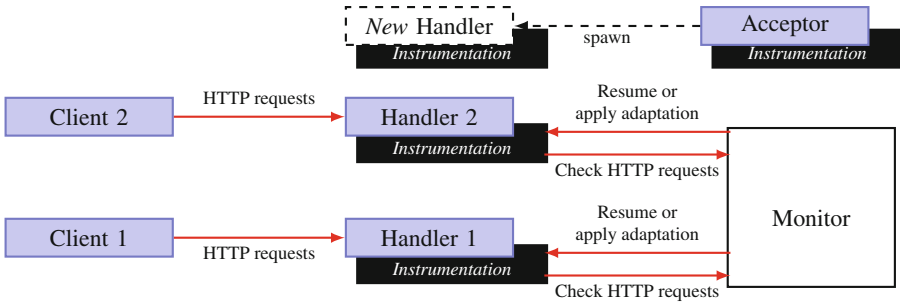 New Handler
Instrumentation
spawn
Acceptor
Instrumentation
Client 2
HTTP requests
Handler 2
Instrumentation
Resume or
apply adaptation
Check HTTP requests
Monitor
Client 1
HTTP requests
Handler 1
Instrumentation
Resume or
apply adaptation
Check HTTP requests